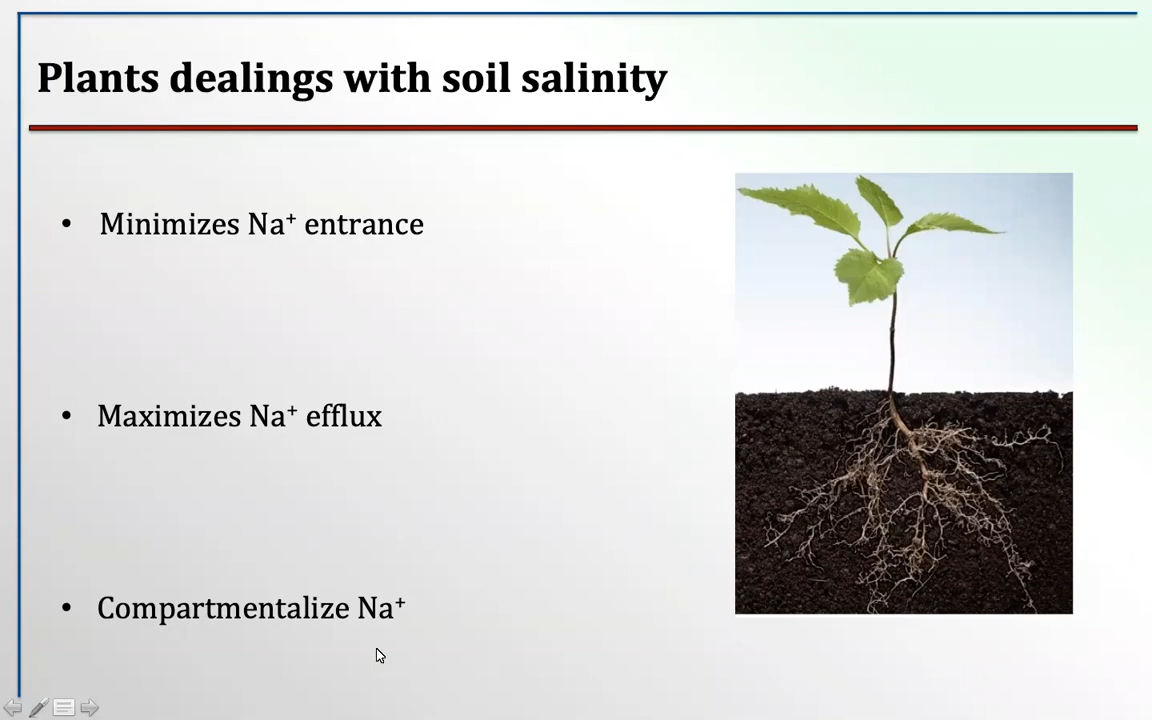 Plants dealings with soil salinity
• Minimizes Na⁺ entrance
• Maximizes Na⁺ efflux
• Compartmentalize Na⁺